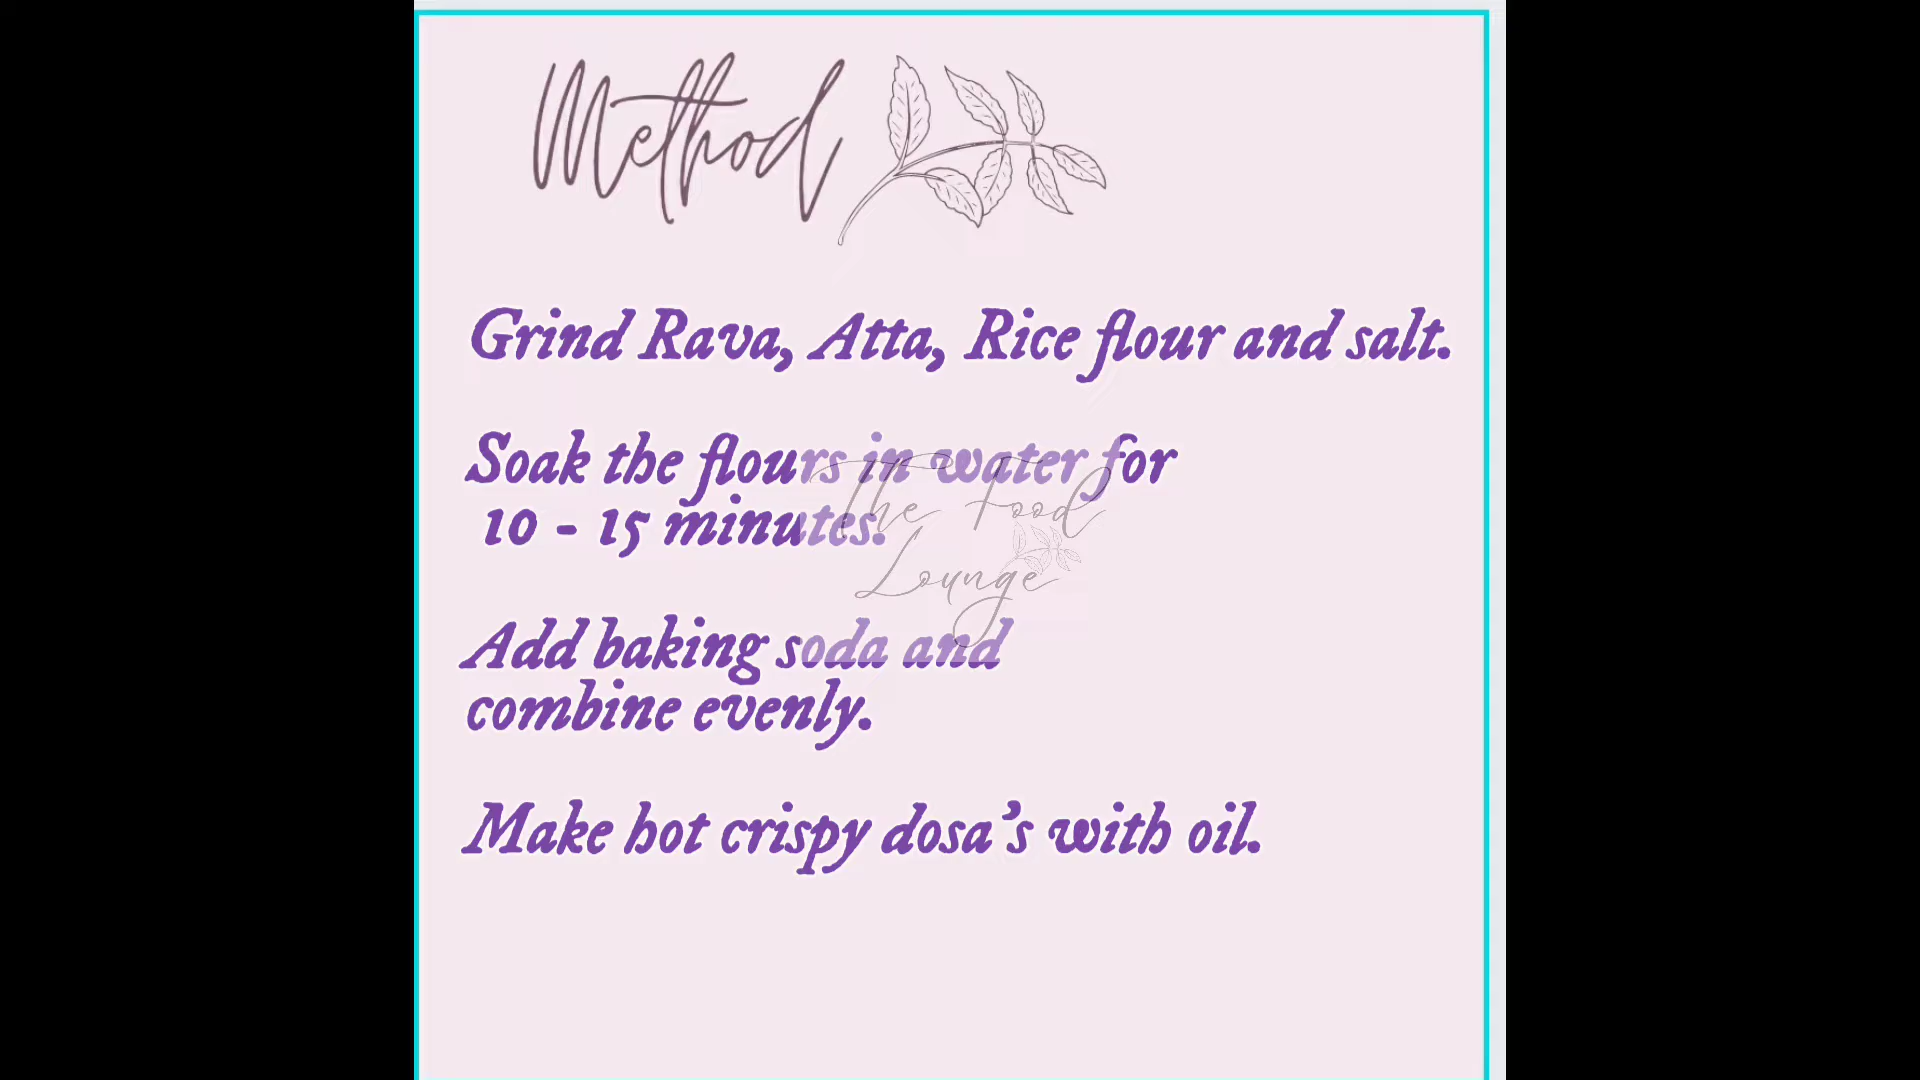 Method
Grind Rava, Atta, Rice flour and salt.
Soak the flours in water for
10 - 15 minutes.
The Food
Lounge
Add baking soda and
combine evenly.
Make hot crispy dosa's with oil.